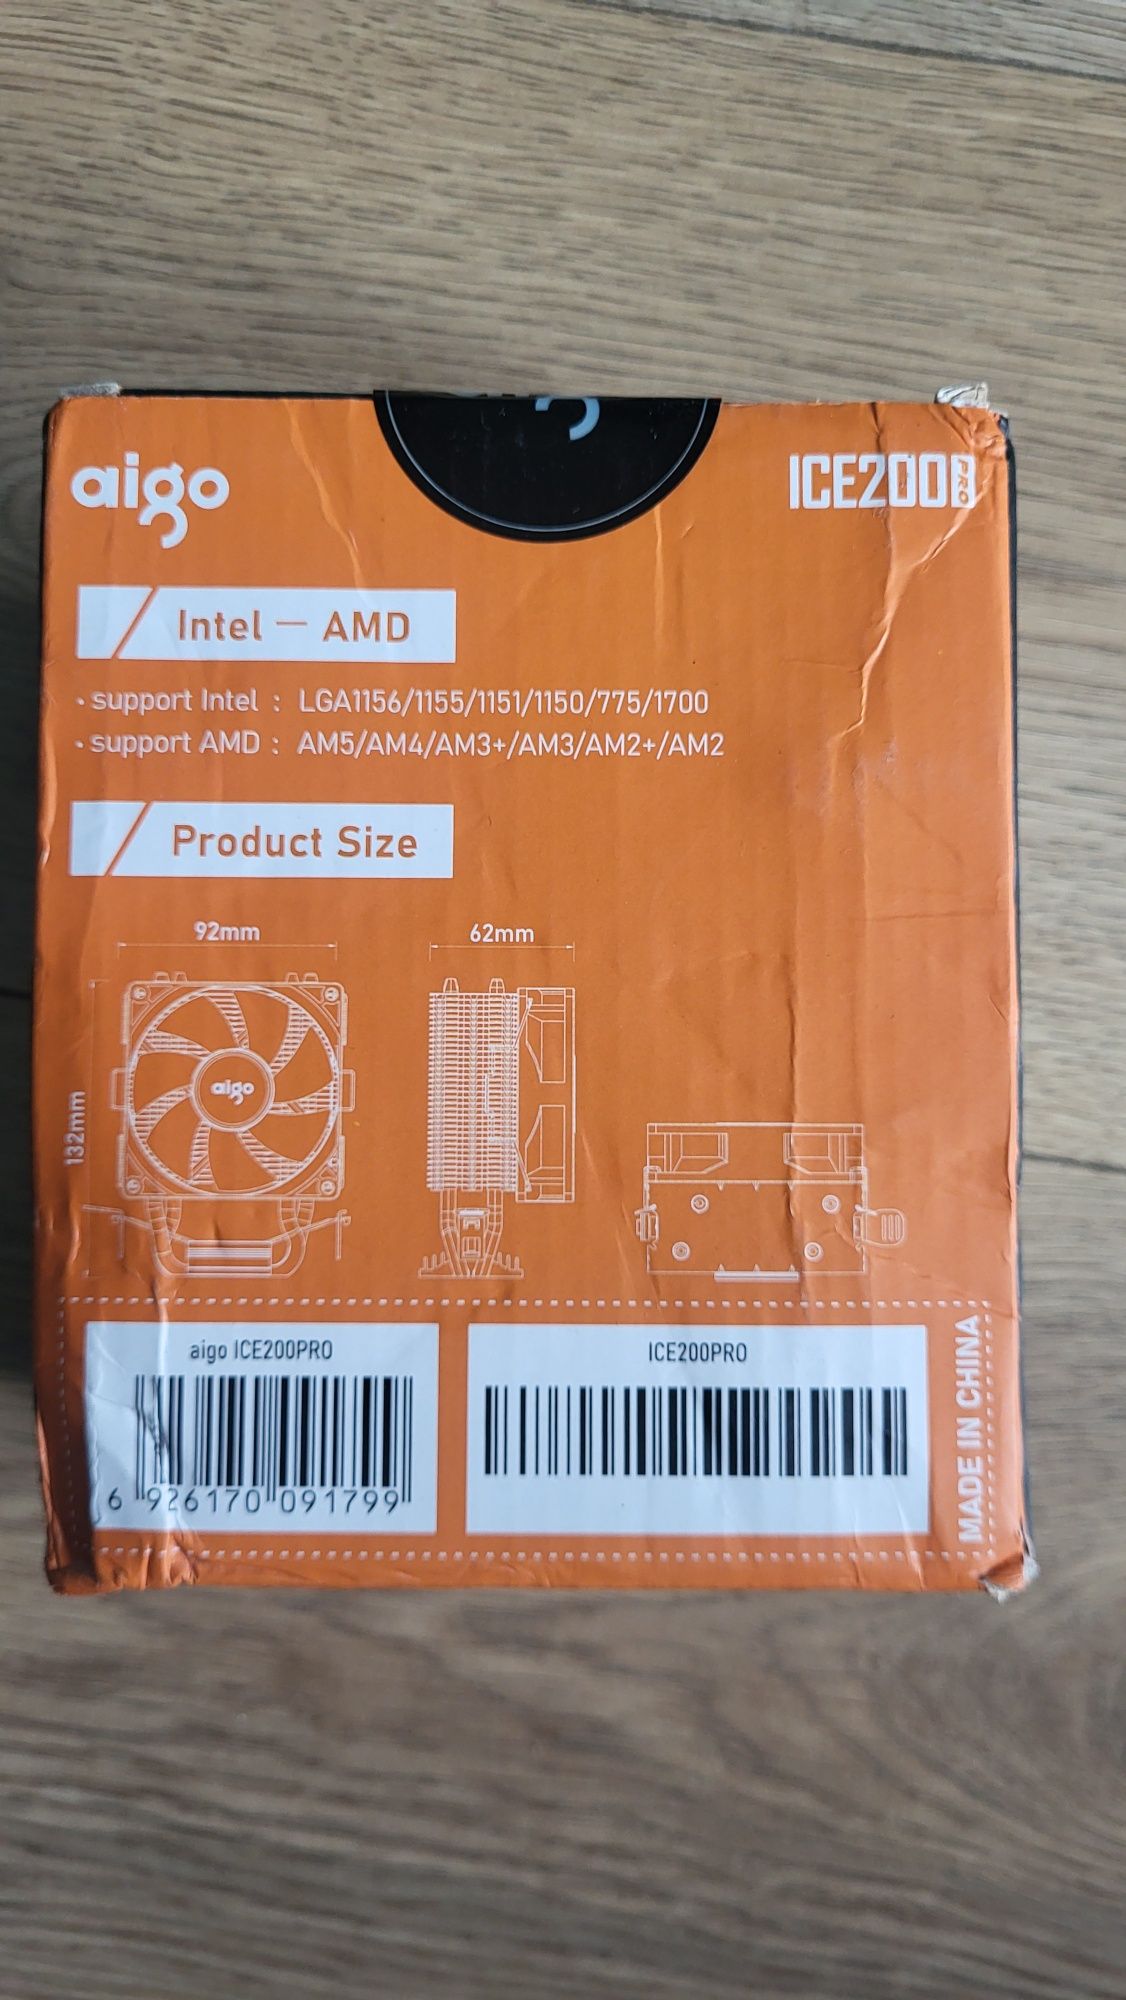 aigo
ICE200 PRO
Intel — AMD
· support Intel : LGA1156/1155/1151/1150/775/1700
· support AMD : AM5/AM4/AM3+/AM3/AM2+/AM2
Product Size
92mm
62mm
132mm
aigo
aigo ICE200PRO
6 926170 091799
ICE200PRO
MADE IN CHINA